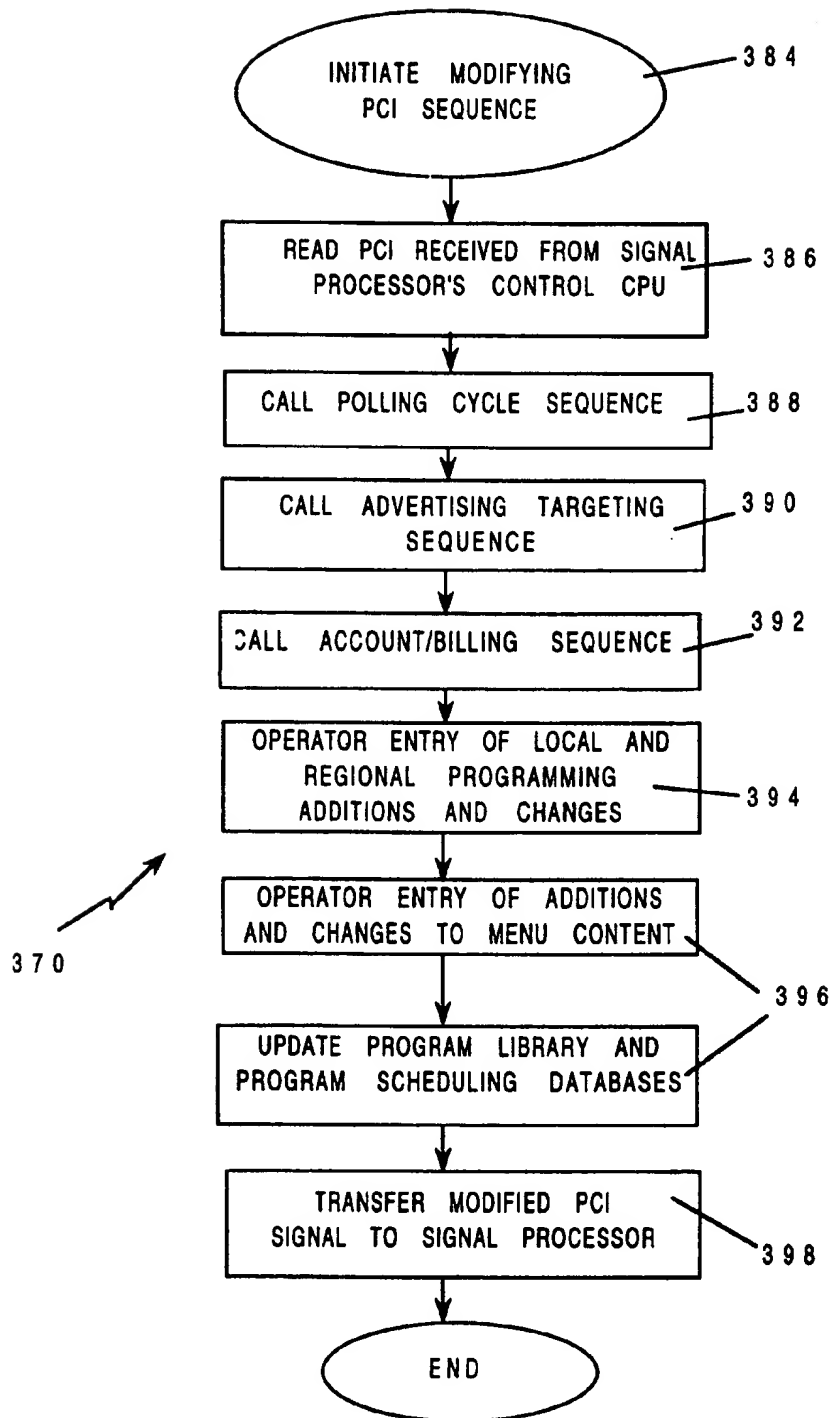 INITIATE MODIFYING
PCI SEQUENCE
384
READ PCI RECEIVED FROM SIGNAL
PROCESSOR'S CONTROL CPU
386
CALL POLLING CYCLE SEQUENCE
388
CALL ADVERTISING TARGETING
SEQUENCE
390
CALL ACCOUNT/BILLING SEQUENCE
392
OPERATOR ENTRY OF LOCAL AND
REGIONAL PROGRAMMING
ADDITIONS AND CHANGES
394
370
OPERATOR ENTRY OF ADDITIONS
AND CHANGES TO MENU CONTENT
396
UPDATE PROGRAM LIBRARY AND
PROGRAM SCHEDULING DATABASES
TRANSFER MODIFIED PCI
SIGNAL TO SIGNAL PROCESSOR
398
END